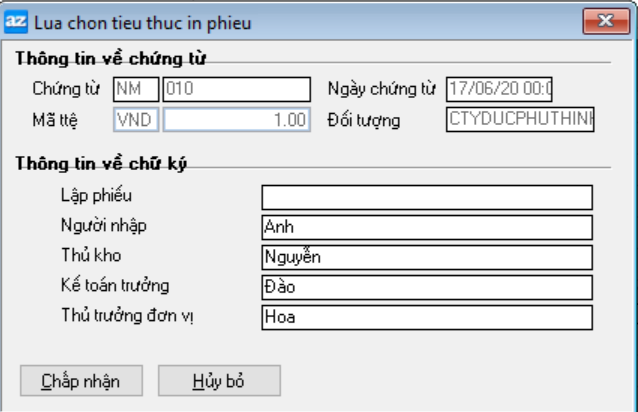 az Lua chon tieu thuc in phieu
Thông tin về chứng từ
Chứng từ NM 010 Ngày chứng từ 17/06/20 00:0
Mã ttệ VND 1.00 Đối tượng CTYDUCPHUTHINH
Thông tin về chữ ký
Lập phiếu
Người nhập Anh
Thủ kho Nguyễn
Kế toán trưởng Đào
Thủ trưởng đơn vị Hoa
Chấp nhận Hủy bỏ